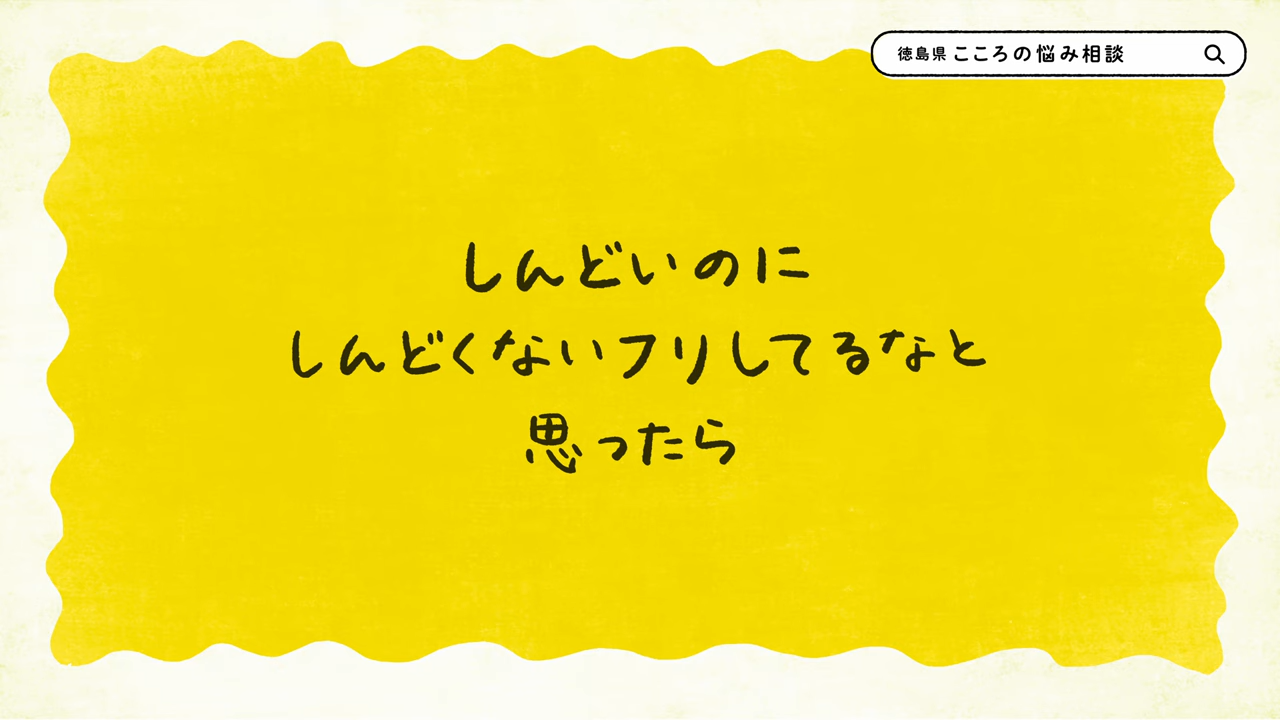 徳島県 こころの悩み相談
しんどいのに
しんどくないフリしてるなと
思ったら